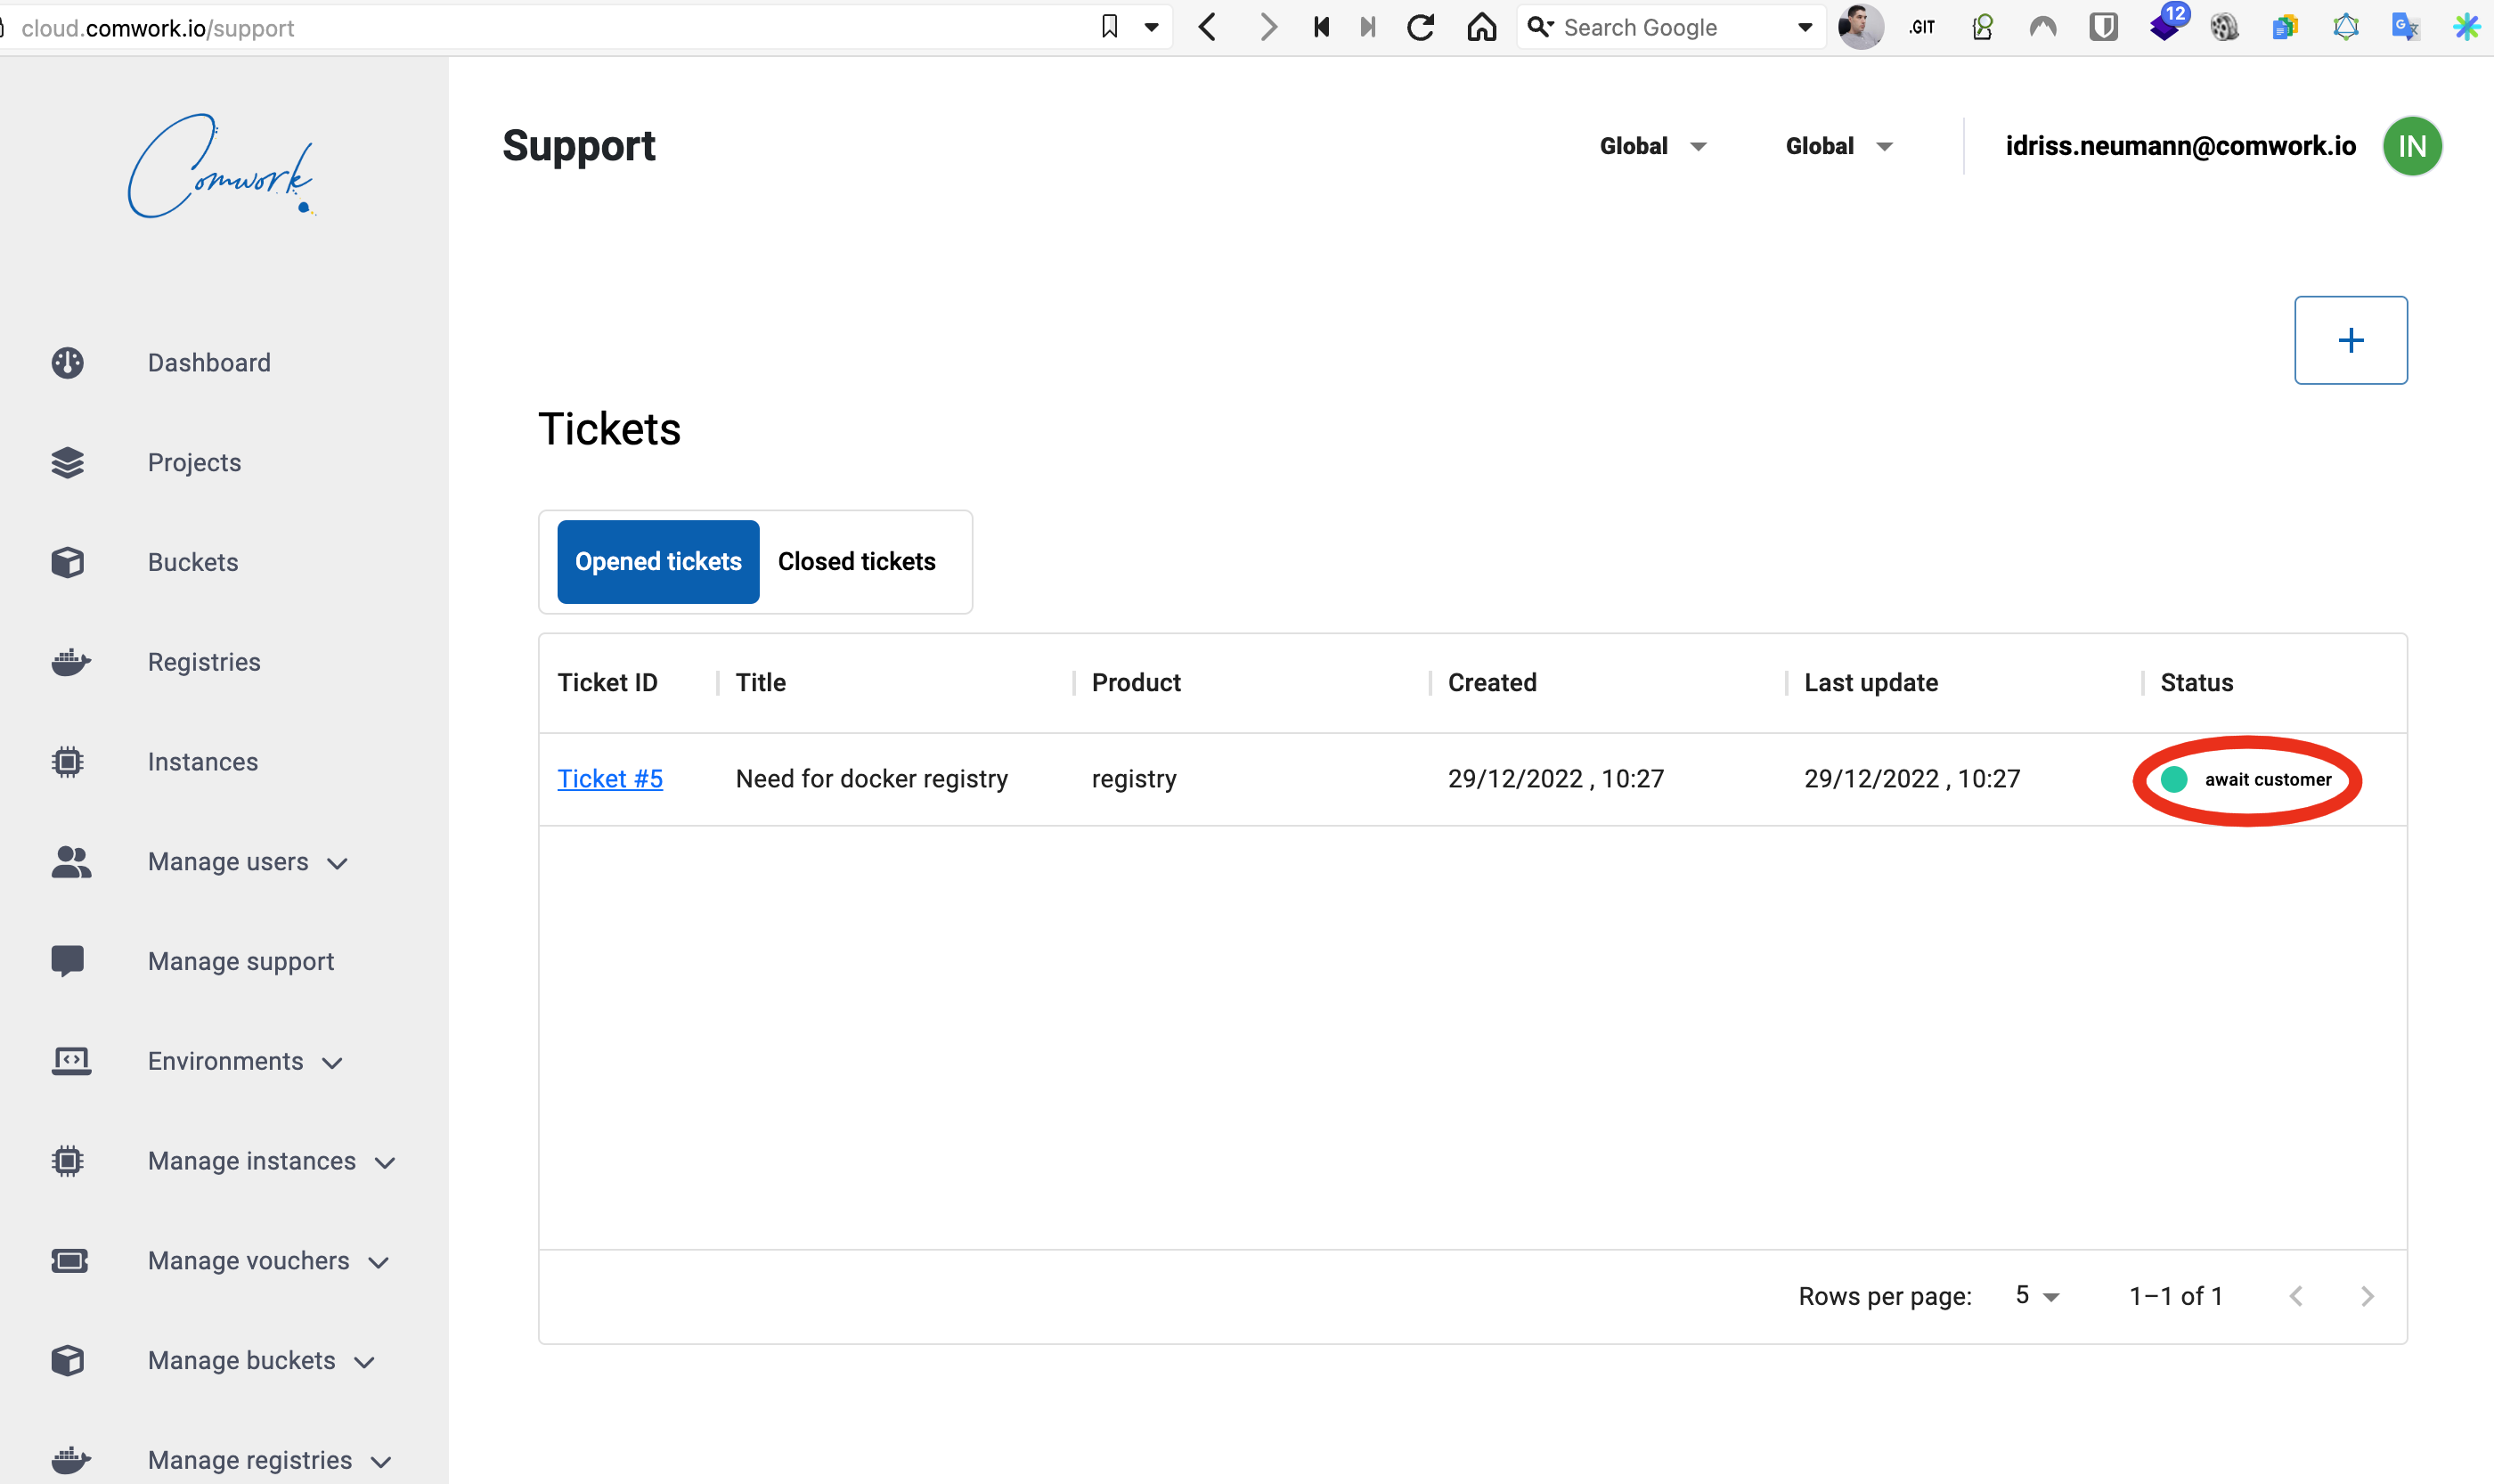 cloud.comwork.io/support
Search Google
.GIT
12
Comwork
Support
Global
Global
idriss.neumann@comwork.io
IN
+
Dashboard
Projects
Buckets
Registries
Instances
Manage users
Manage support
Environments
Manage instances
Manage vouchers
Manage buckets
Manage registries
Tickets
Opened tickets
Closed tickets
Ticket ID
Title
Product
Created
Last update
Status
Ticket #5
Need for docker registry
registry
29/12/2022 , 10:27
29/12/2022 , 10:27
await customer
Rows per page:
5
1–1 of 1